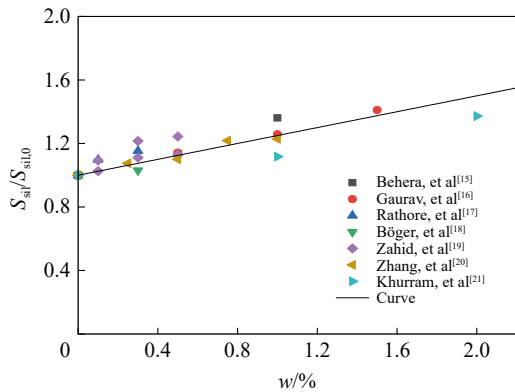 2.0
1.6
1.2
0.8
0.4
0
0.4
0.8
1.2
1.6
2.0
S_sil/S_sil,0
w/%
Behera, et al[15]
Gaurav, et al[16]
Rathore, et al[17]
Böger, et al[18]
Zahid, et al[19]
Zhang, et al[20]
Khurram, et al[21]
Curve